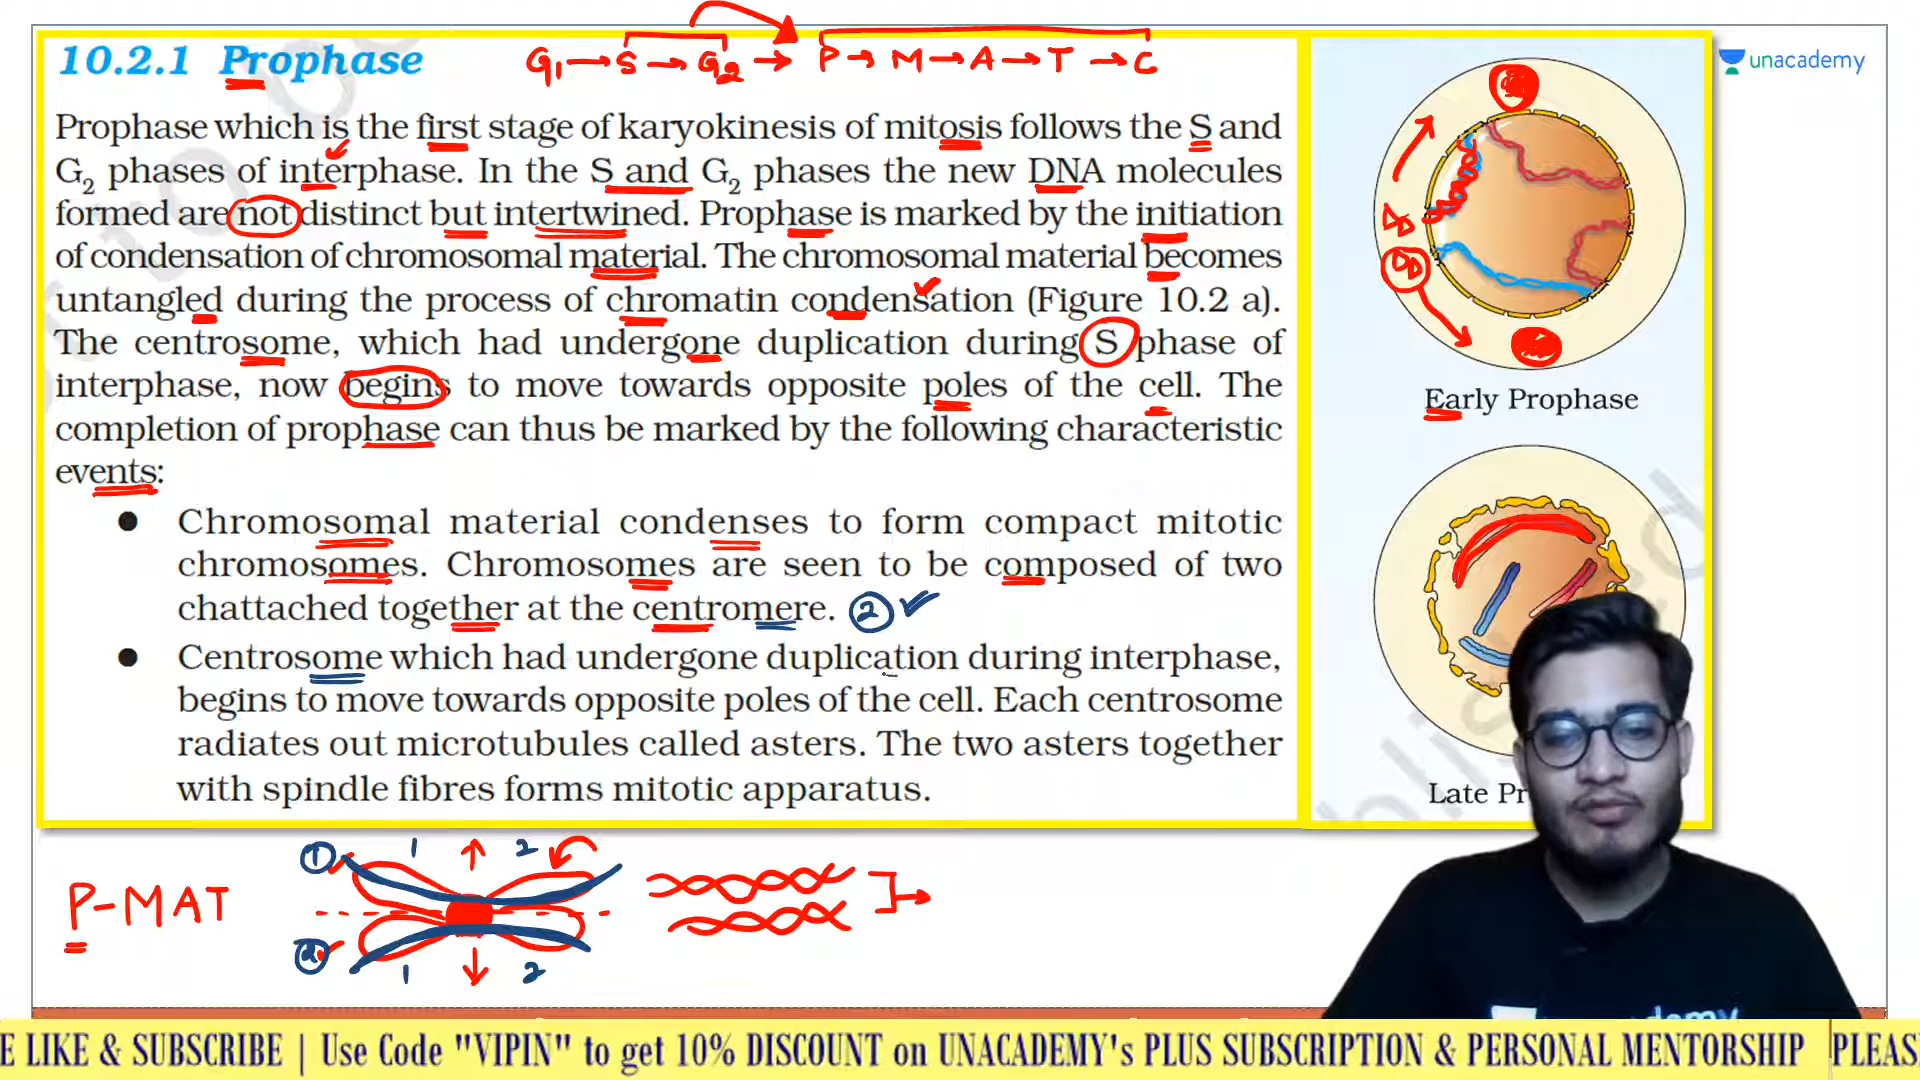 G1→S→G2→ P→M→A→T→C
10.2.1 Prophase
unacademy
Prophase which is the first stage of karyokinesis of mitosis follows the S and
G2 phases of interphase. In the S and G2 phases the new DNA molecules
formed are not distinct but intertwined. Prophase is marked by the initiation
of condensation of chromosomal material. The chromosomal material becomes
untangled during the process of chromatin condensation (Figure 10.2 a).
The centrosome, which had undergone duplication during S phase of
interphase, now begins to move towards opposite poles of the cell. The
completion of prophase can thus be marked by the following characteristic
events:
● Chromosomal material condenses to form compact mitotic
chromosomes. Chromosomes are seen to be composed of two
chattached together at the centromere. 2 ✓
● Centrosome which had undergone duplication during interphase,
begins to move towards opposite poles of the cell. Each centrosome
radiates out microtubules called asters. The two asters together
with spindle fibres forms mitotic apparatus.
Early Prophase
Late Pr
P-MAT
1 1 2
2 1 2
E LIKE & SUBSCRIBE | Use Code "VIPIN" to get 10% DISCOUNT on UNACADEMY's PLUS SUBSCRIPTION & PERSONAL MENTORSHIP PLEAS